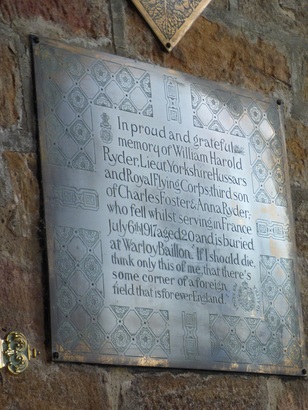 In proud and grateful
memory of William Harold
Ryder, Lieut Yorkshire Hussars
and Royal Flying Corps, third son
of Charles Foster & Anna Ryder,
who fell whilst serving in France
July 6th 1917 aged 20 and is buried
at Warloy Baillon. If I should die,
think only this of me, that there's
some corner of a foreign
field that is for ever England.